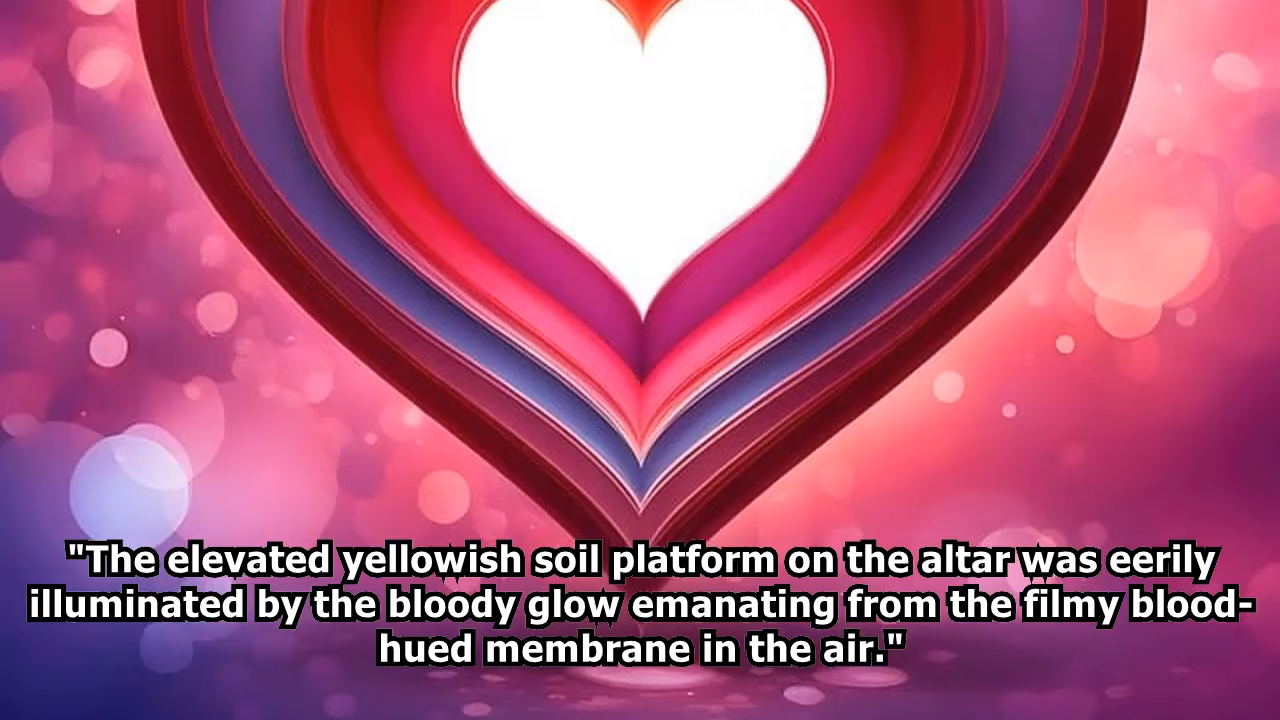 "The elevated yellowish soil platform on the altar was eerily
illuminated by the bloody glow emanating from the filmy blood-
hued membrane in the air."